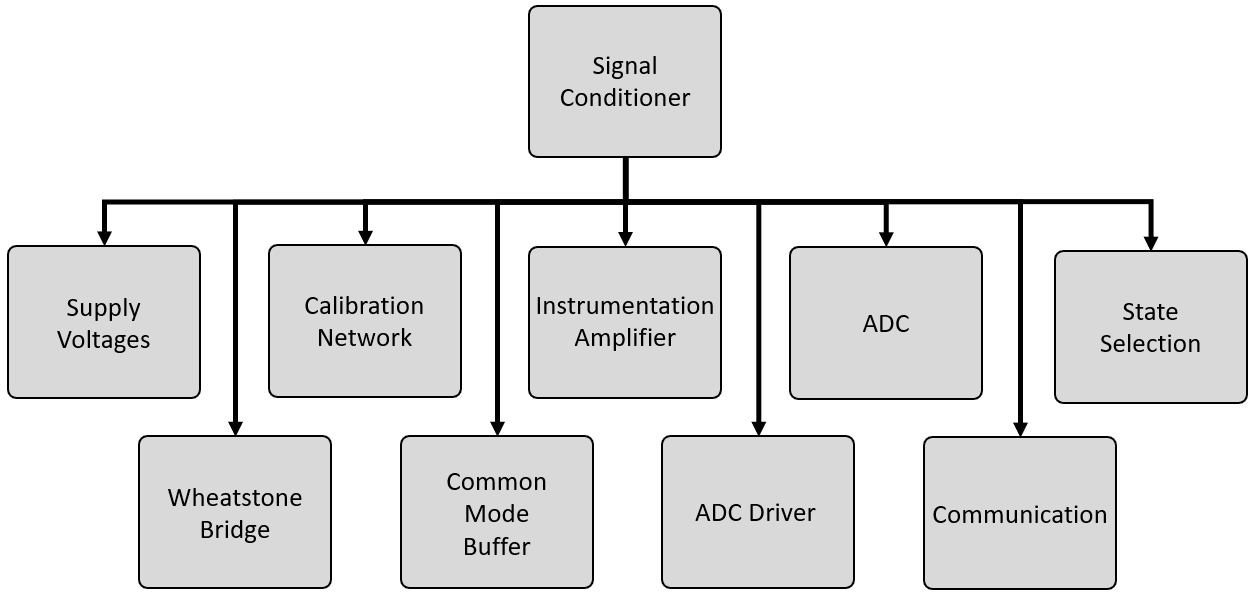 Signal
Conditioner
Supply
Voltages
Calibration
Network
Instrumentation
Amplifier
ADC
State
Selection
Wheatstone
Bridge
Common
Mode
Buffer
ADC Driver
Communication